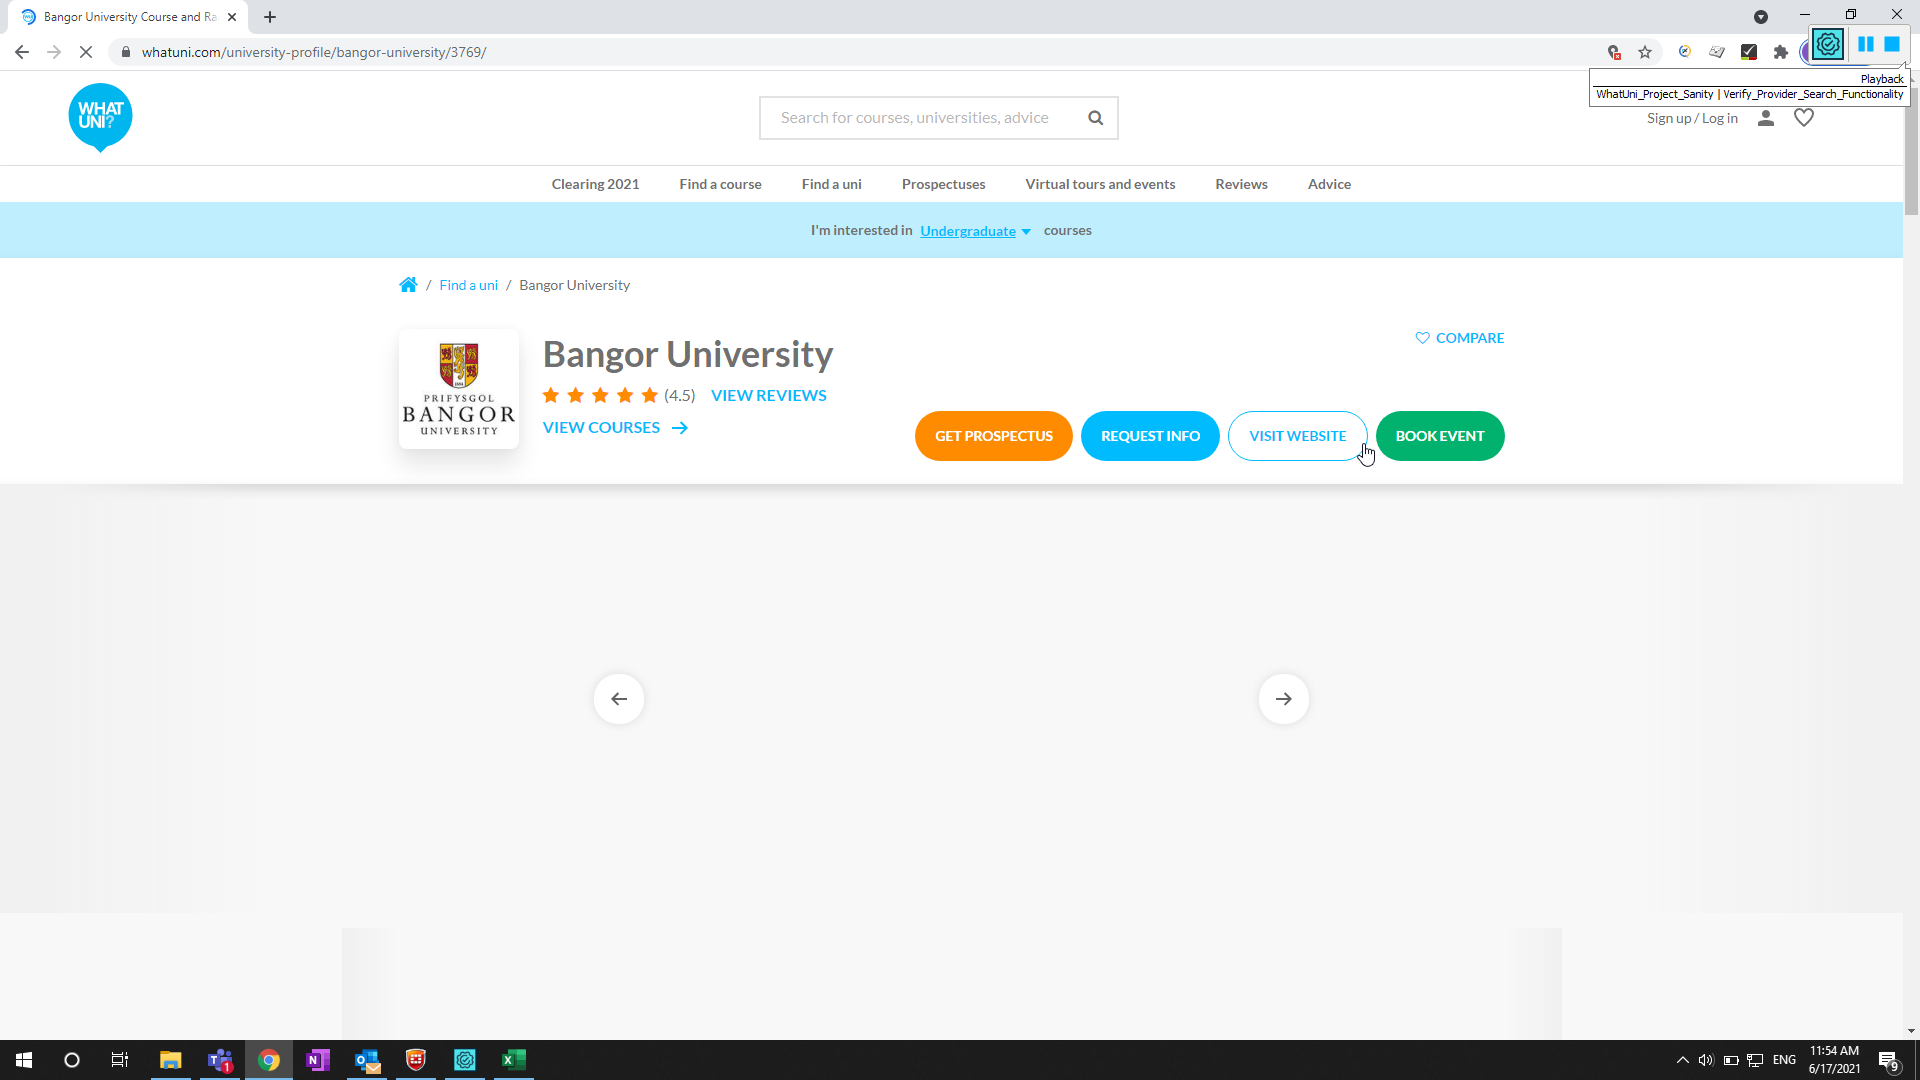 Bangor University Course and Ra
whatuni.com/university-profile/bangor-university/3769/
Playback
WhatUni_Project_Sanity | Verify_Provider_Search_Functionality
WHAT
UNI?
Search for courses, universities, advice
Sign up / Log in
Clearing 2021
Find a course
Find a uni
Prospectuses
Virtual tours and events
Reviews
Advice
I'm interested in Undergraduate courses
/ Find a uni / Bangor University
PRIFYSGOL
BANGOR
UNIVERSITY
Bangor University
COMPARE
(4.5) VIEW REVIEWS
VIEW COURSES
GET PROSPECTUS
REQUEST INFO
VISIT WEBSITE
BOOK EVENT
ENG
11:54 AM
6/17/2021
1
9